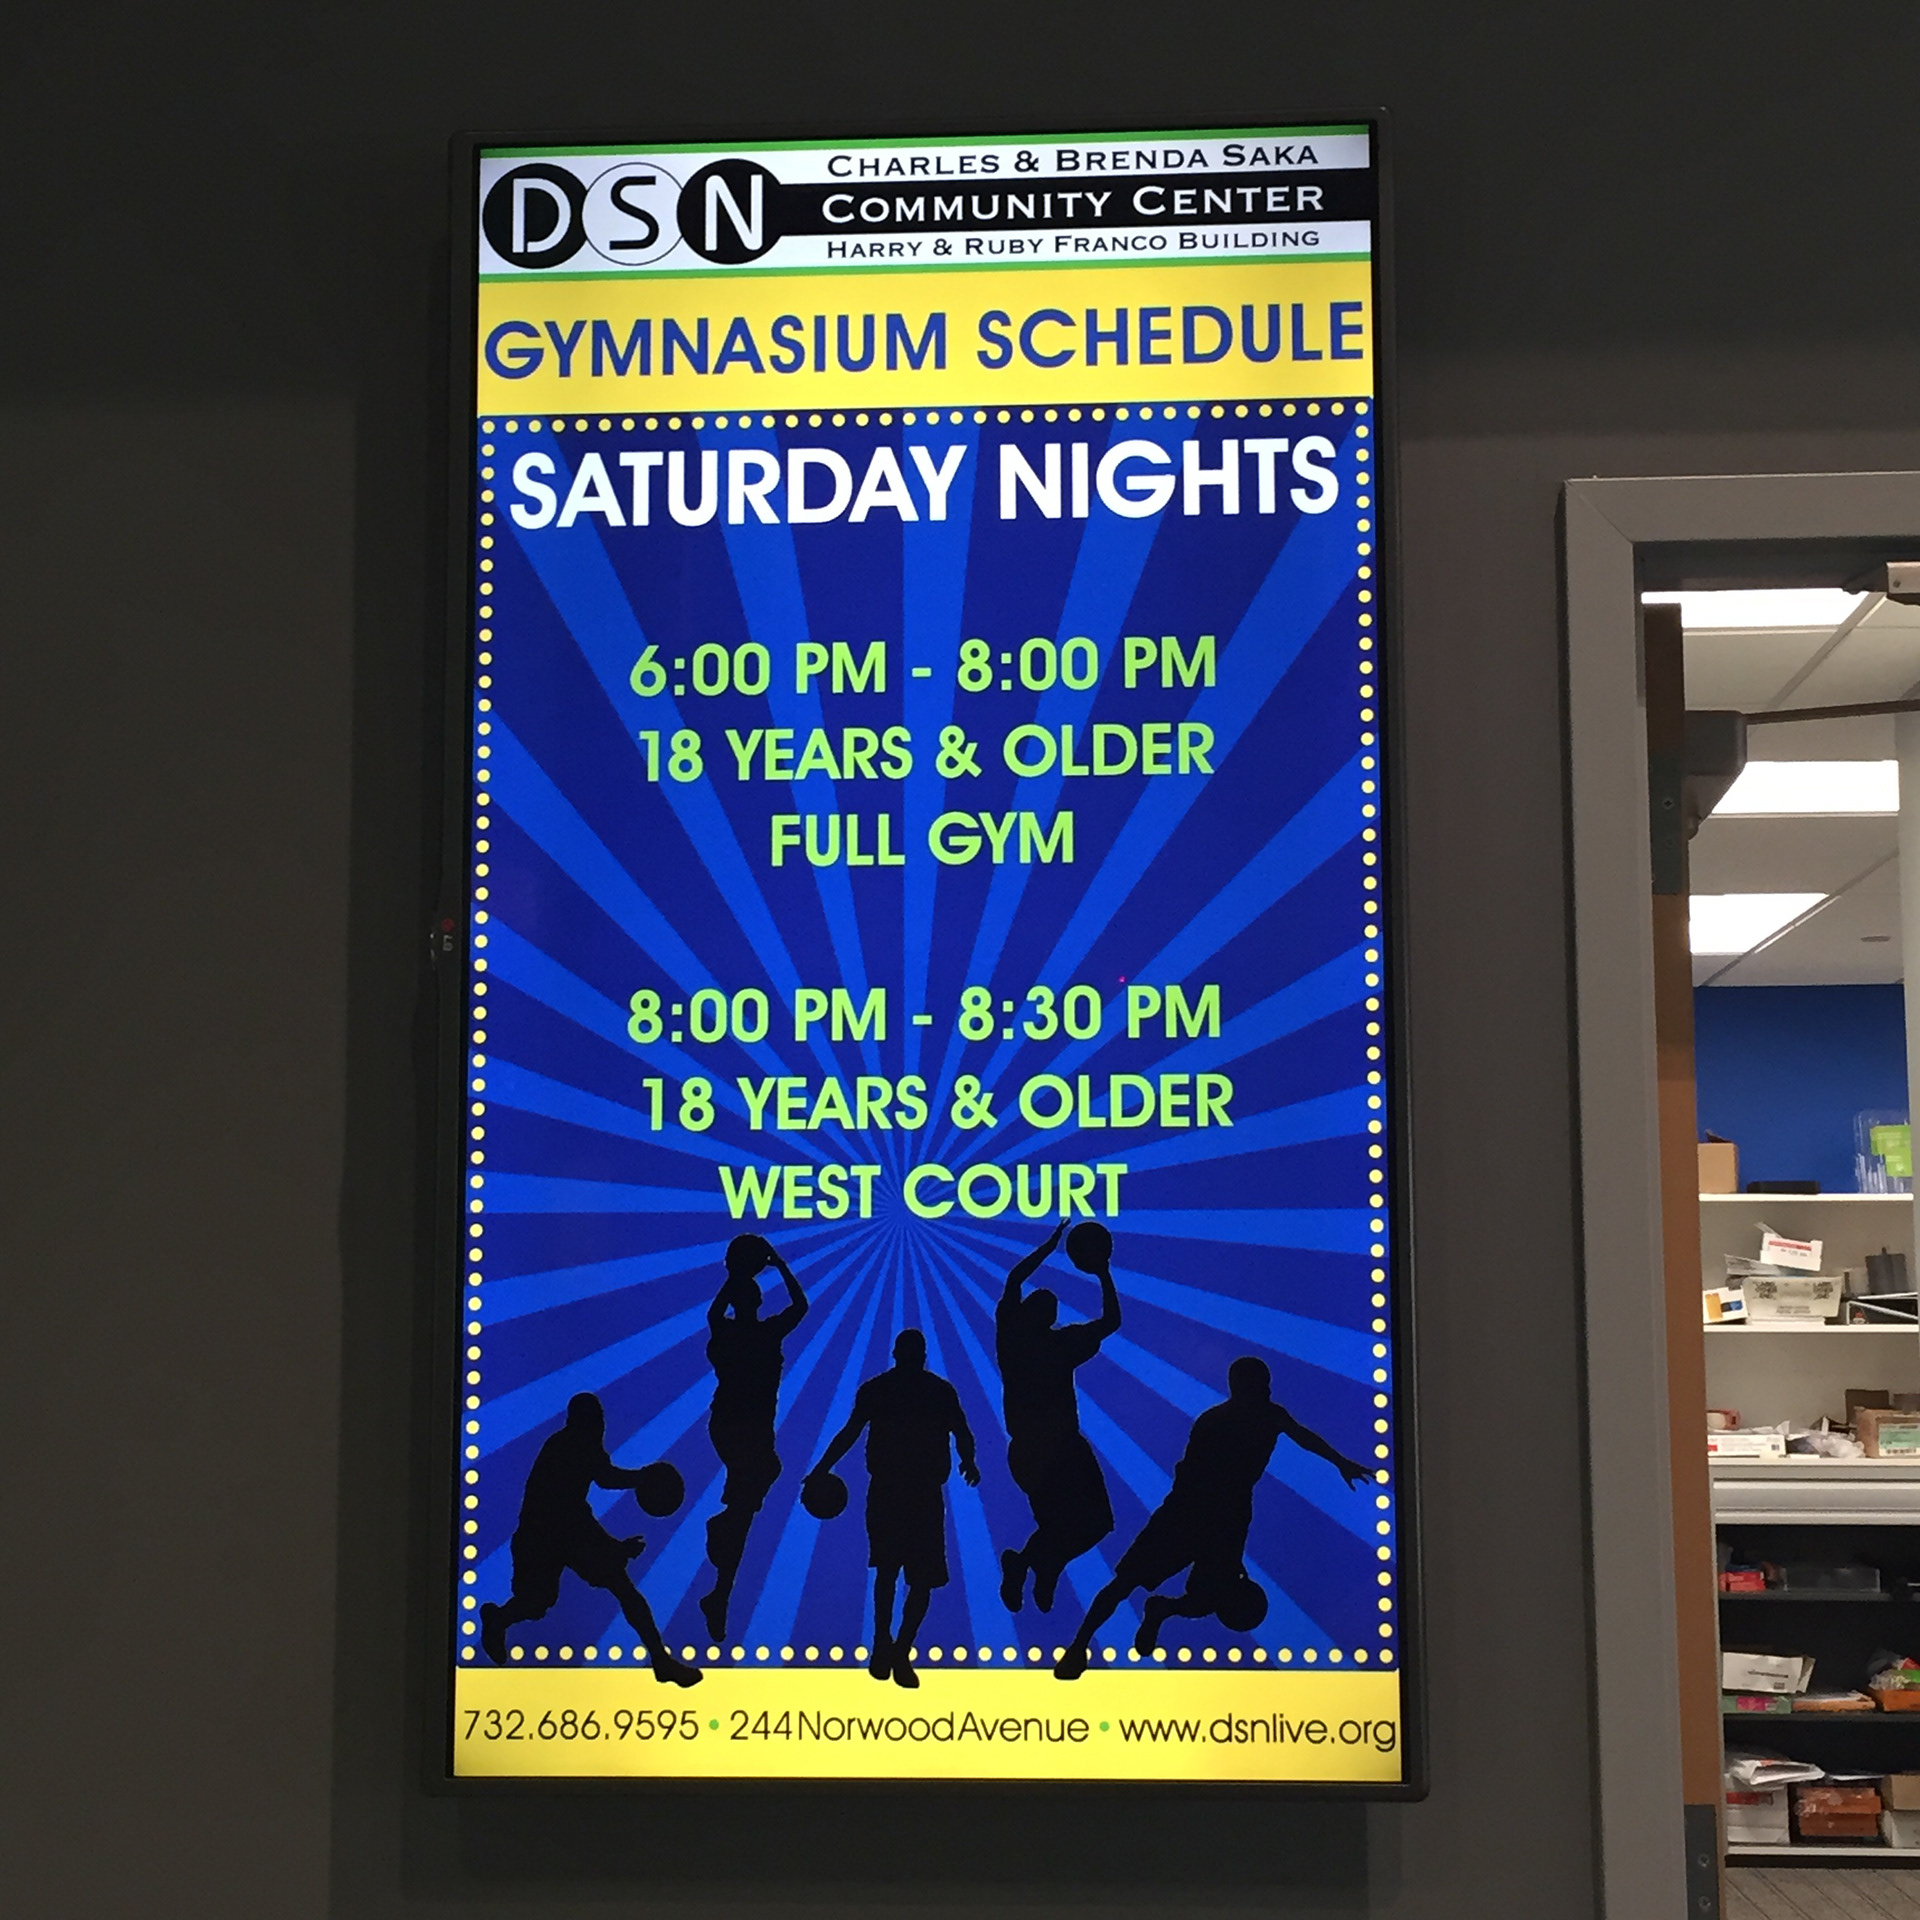 DSN
CHARLES & BRENDA SAKA
COMMUNITY CENTER
HARRY & RUBY FRANCO BUILDING
GYMNASIUM SCHEDULE
SATURDAY NIGHTS
6:00 PM - 8:00 PM
18 YEARS & OLDER
FULL GYM
8:00 PM - 8:30 PM
18 YEARS & OLDER
WEST COURT
732.686.9595 • 244NorwoodAvenue • www.dsnlive.org
LG